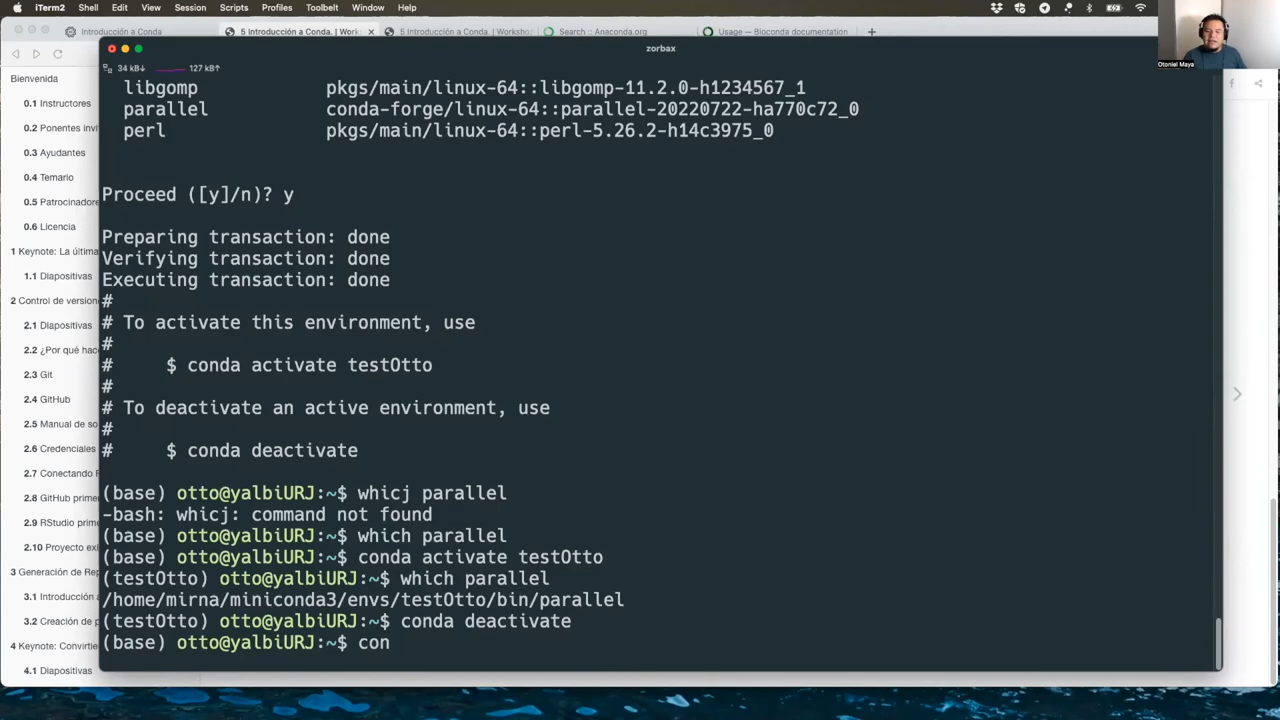 iTerm2 Shell Edit View Session Scripts Profiles Toolbelt Window Help
Introducción a Conda
5 Introducción a Conda. | Work
5 Introducción a Conda. | Worksho
Search :: Anaconda.org
Usage — Bioconda documentation
zorbax
34 kB↓ 127 kB↑
Otoniel Maya
Bienvenida
0.1 Instructores
0.2 Ponentes invi
0.3 Ayudantes
0.4 Temario
0.5 Patrocinadore
0.6 Licencia
1 Keynote: La última
1.1 Diapositivas
2 Control de version
2.1 Diapositivas
2.2 ¿Por qué hac
2.3 Git
2.4 GitHub
2.5 Manual de so
2.6 Credenciales
2.7 Conectando
2.8 GitHub prime
2.9 RStudio prim
2.10 Proyecto exi
3 Generación de Rep
3.1 Introducción
3.2 Creación de p
4 Keynote: Convirtie
4.1 Diapositivas
libgomp pkgs/main/linux-64::libgomp-11.2.0-h1234567_1
parallel conda-forge/linux-64::parallel-20220722-ha770c72_0
perl pkgs/main/linux-64::perl-5.26.2-h14c3975_0
Proceed ([y]/n)? y
Preparing transaction: done
Verifying transaction: done
Executing transaction: done
#
# To activate this environment, use
#
# $ conda activate testOtto
#
# To deactivate an active environment, use
#
# $ conda deactivate
(base) otto@yalbiURJ:~$ whicj parallel
-bash: whicj: command not found
(base) otto@yalbiURJ:~$ which parallel
(base) otto@yalbiURJ:~$ conda activate testOtto
(testOtto) otto@yalbiURJ:~$ which parallel
/home/mirna/miniconda3/envs/testOtto/bin/parallel
(testOtto) otto@yalbiURJ:~$ conda deactivate
(base) otto@yalbiURJ:~$ con